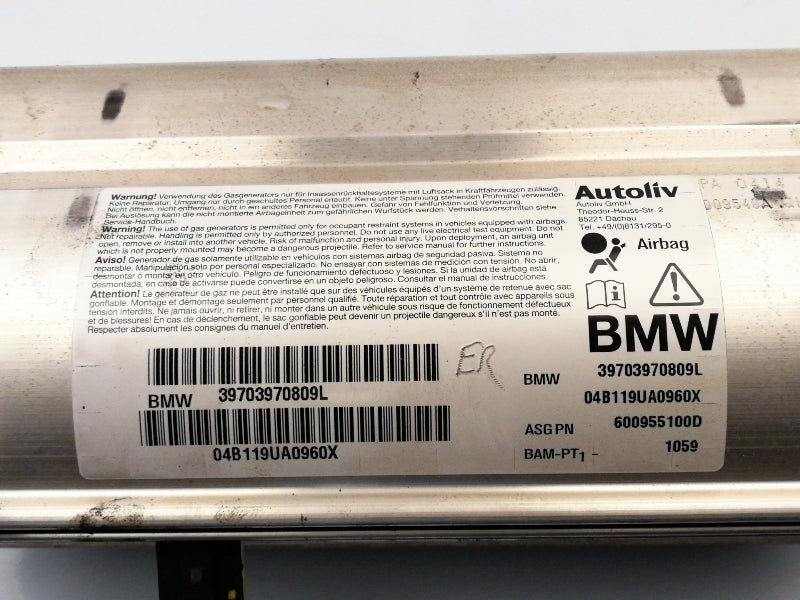 Warnung! Verwendung des Gasgenerators nur für Insassenrückhaltesysteme mit Luftsack in Kraftfahrzeugen zulässig.
Keine Reparatur, Umgang nur durch geschultes Personal erlaubt. Keine unter Spannung stehenden Prüfmittel verwenden.
Nicht öffnen, nicht entfernen, nicht in ein anderes Fahrzeug einbauen. Gefahr von Fehlfunktion und Verletzung.
Bei Auslösung kann die nicht montierte Airbageinheit zum gefährlichen Wurfstück werden. Verhaltensvorschriften siehe
Service-Handbuch.
Warning! The use of gas generators is permitted only for occupant restraint systems in vehicles equipped with airbags.
Not repairable. Handling is permitted only by authorized personnel. Do not use any live electrical test equipment. Do not
open, remove or install into another vehicle. Risk of malfunction and personal injury. Upon deployment, an airbag unit
which is not properly mounted may become a dangerous projectile. Refer to service manual for further instructions.
Aviso! Generador de gas solamente utilizable en vehículos con sistemas airbag de seguridad pasiva. Sistema no
reparable. Manipulación solo por personal especializado. No ensayar con sistemas de medición con tensión. No abrir,
desmontar ó montar en otro vehículo. Peligro de funcionamiento defectuoso y lesiones. Si la unidad de airbag esta
desmontada, en caso de activarse puede convertirse en un objeto peligroso. Consultar el manual de instrucciones.
Attention! Le génerateur de gaz ne peut être installé que sur des véhicules équipés d'un système de retenue avec sac
gonflable. Montage et démontage seulement par personnel qualifié. Toute réparation et tout contrôle avec appareils sous
tension interdits. Ne jamais ouvrir, ni retirer, ni monter dans un autre véhicule sous risque de fonctionnement défectueux
et de blessures! En cas de déclenchement, le sac gonflable peut devenir un projectile dangereux s'il n'est pas monté.
Respecter absolument les consignes du manuel d'entretien.
Autoliv
Autoliv GmbH
Theodor-Heuss-Str. 2
85221 Dachau
Tel. +49/(0)8131/295-0
Airbag
BMW
BMW 39703970809L
04B119UA0960X
ER
BMW 39703970809L
04B119UA0960X
ASG PN 600955100D
BAM-PT1 - 1059